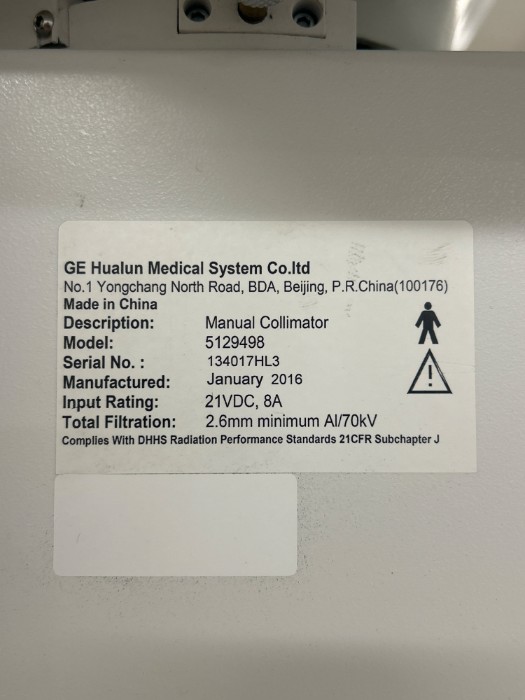 GE Hualun Medical System Co.ltd
No.1 Yongchang North Road, BDA, Beijing, P.R.China(100176)
Made in China
Description: Manual Collimator
Model: 5129498
Serial No. : 134017HL3
Manufactured: January 2016
Input Rating: 21VDC, 8A
Total Filtration: 2.6mm minimum Al/70kV
Complies With DHHS Radiation Performance Standards 21CFR Subchapter J